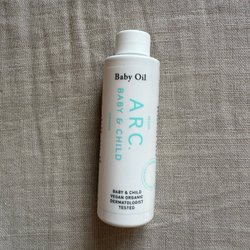 Baby Oil
ARC.
BABY & CHILD
BABY & CHILD
VEGAN ORGANIC
DERMATOLOGIST
TESTED